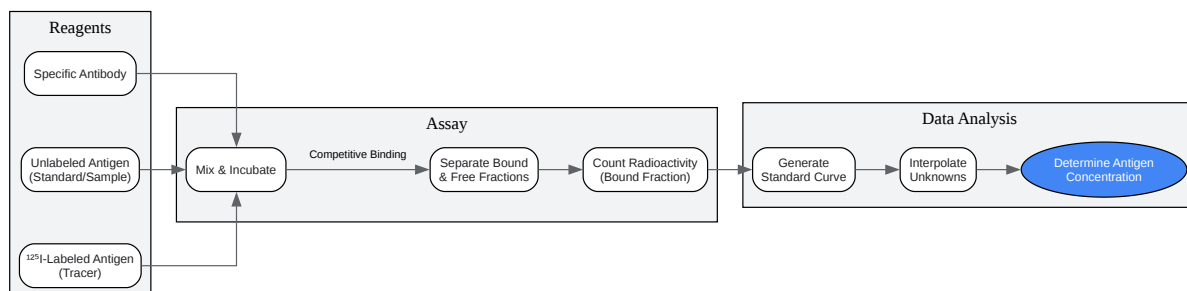 Reagents
Specific Antibody
Unlabeled Antigen
(Standard/Sample)
¹²⁵I-Labeled Antigen
(Tracer)
Assay
Mix & Incubate
Competitive Binding
Separate Bound
& Free Fractions
Count Radioactivity
(Bound Fraction)
Data Analysis
Generate
Standard Curve
Interpolate
Unknowns
Determine Antigen
Concentration